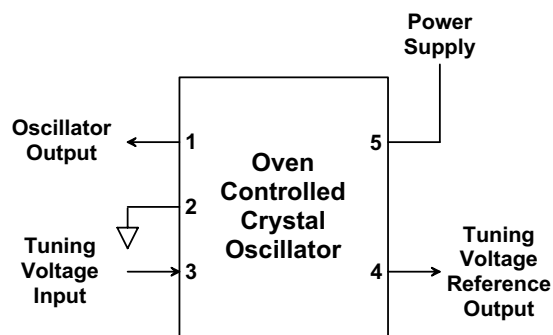 Power
Supply
Oscillator
Output
1
5
Oven
Controlled
Crystal
Oscillator
2
Tuning
Voltage
Input
3
4
Tuning
Voltage
Reference
Output